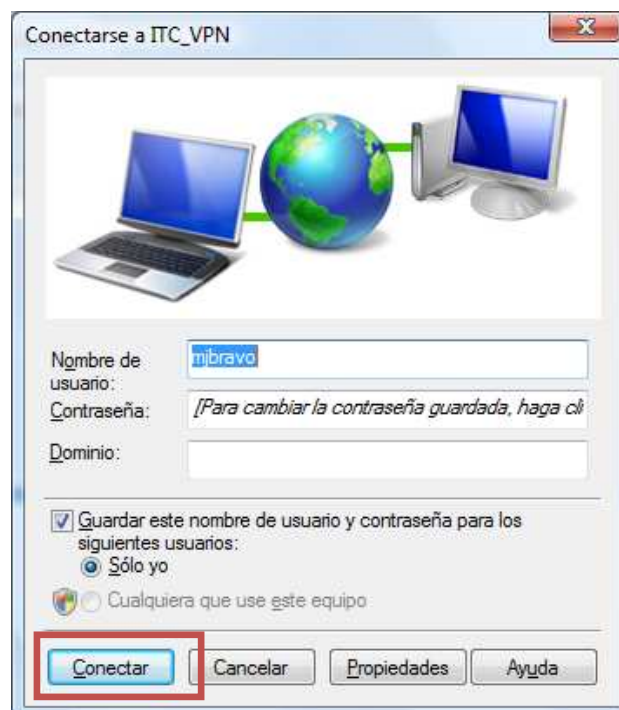 Conectarse a ITC_VPN
Nombre de
usuario:
mjbravo
Contraseña:
[Para cambiar la contraseña guardada, haga cli
Dominio:
Guardar este nombre de usuario y contraseña para los
siguientes usuarios:
Sólo yo
Cualquiera que use este equipo
Conectar Cancelar Propiedades Ayuda